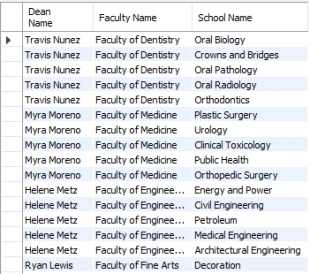 Dean Name Faculty Name School Name
Travis Nunez Faculty of Dentistry Oral Biology
Travis Nunez Faculty of Dentistry Crowns and Bridges
Travis Nunez Faculty of Dentistry Oral Pathology
Travis Nunez Faculty of Dentistry Oral Radiology
Travis Nunez Faculty of Dentistry Orthodontics
Myra Moreno Faculty of Medicine Plastic Surgery
Myra Moreno Faculty of Medicine Urology
Myra Moreno Faculty of Medicine Clinical Toxicology
Myra Moreno Faculty of Medicine Public Health
Myra Moreno Faculty of Medicine Orthopedic Surgery
Helene Metz Faculty of Enginee... Energy and Power
Helene Metz Faculty of Enginee... Civil Engineering
Helene Metz Faculty of Enginee... Petroleum
Helene Metz Faculty of Enginee... Medical Engineering
Helene Metz Faculty of Enginee... Architectural Engineering
Ryan Lewis Faculty of Fine Arts Decoration